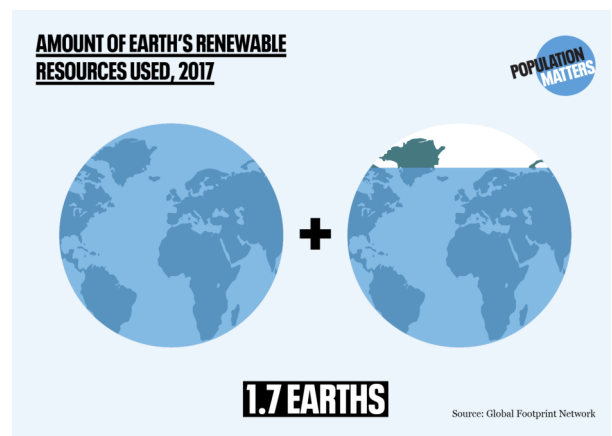 AMOUNT OF EARTH'S RENEWABLE
RESOURCES USED, 2017
POPULATION
MATTERS
+
1.7 EARTHS
Source: Global Footprint Network